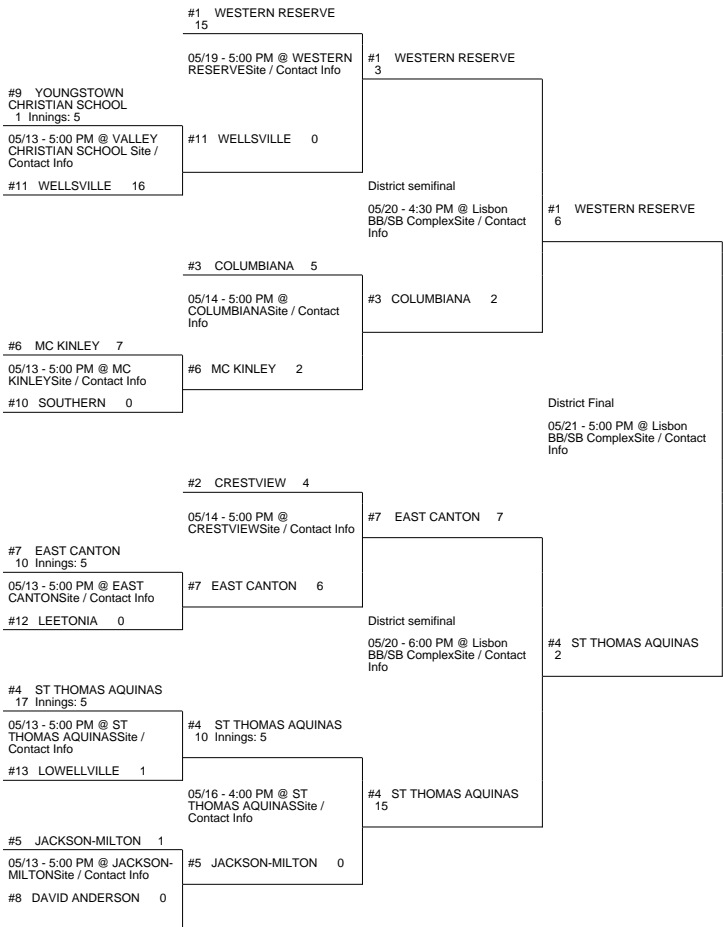 #1 WESTERN RESERVE
15
05/19 - 5:00 PM @ WESTERN
RESERVESite / Contact Info
#1 WESTERN RESERVE
3
#9 YOUNGSTOWN
CHRISTIAN SCHOOL
1 Innings: 5
05/13 - 5:00 PM @ VALLEY
CHRISTIAN SCHOOL Site /
Contact Info
#11 WELLSVILLE 0
#11 WELLSVILLE 16
District semifinal
05/20 - 4:30 PM @ Lisbon
BB/SB ComplexSite / Contact
Info
#1 WESTERN RESERVE
6
#3 COLUMBIANA 5
05/14 - 5:00 PM @
COLUMBIANASite / Contact
Info
#3 COLUMBIANA 2
#6 MC KINLEY 7
05/13 - 5:00 PM @ MC
KINLEYSite / Contact Info
#6 MC KINLEY 2
#10 SOUTHERN 0
District Final
05/21 - 5:00 PM @ Lisbon
BB/SB ComplexSite / Contact
Info
#2 CRESTVIEW 4
05/14 - 5:00 PM @
CRESTVIEWSite / Contact Info
#7 EAST CANTON 7
#7 EAST CANTON
10 Innings: 5
05/13 - 5:00 PM @ EAST
CANTONSite / Contact Info
#7 EAST CANTON 6
#12 LEETONIA 0
District semifinal
05/20 - 6:00 PM @ Lisbon
BB/SB ComplexSite / Contact
Info
#4 ST THOMAS AQUINAS
2
#4 ST THOMAS AQUINAS
17 Innings: 5
05/13 - 5:00 PM @ ST
THOMAS AQUINASSite /
Contact Info
#4 ST THOMAS AQUINAS
10 Innings: 5
#13 LOWELLVILLE 1
05/16 - 4:00 PM @ ST
THOMAS AQUINASSite /
Contact Info
#4 ST THOMAS AQUINAS
15
#5 JACKSON-MILTON 1
05/13 - 5:00 PM @ JACKSON-
MILTONSite / Contact Info
#5 JACKSON-MILTON 0
#8 DAVID ANDERSON 0